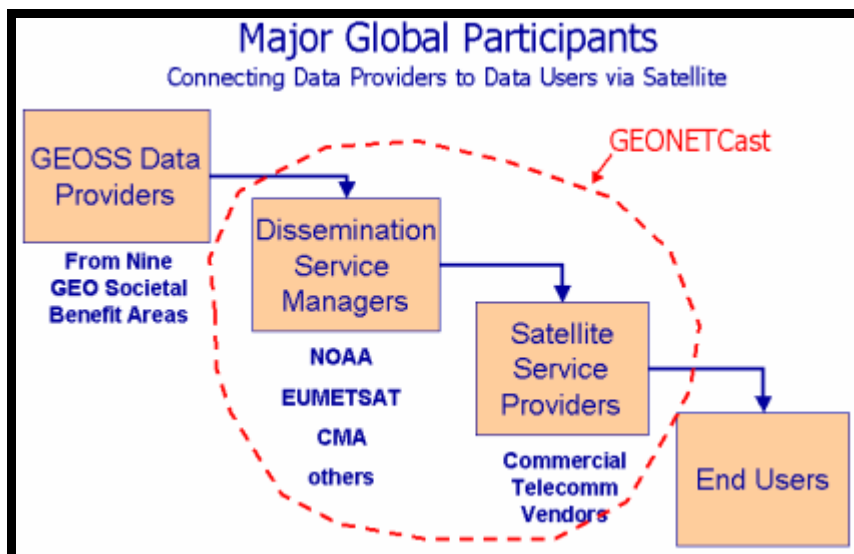 Major Global Participants
Connecting Data Providers to Data Users via Satellite
GEONETCast
GEOSS Data
Providers
From Nine
GEO Societal
Benefit Areas
Dissemination
Service
Managers
NOAA
EUMETSAT
CMA
others
Satellite
Service
Providers
Commercial
Telecomm
Vendors
End Users